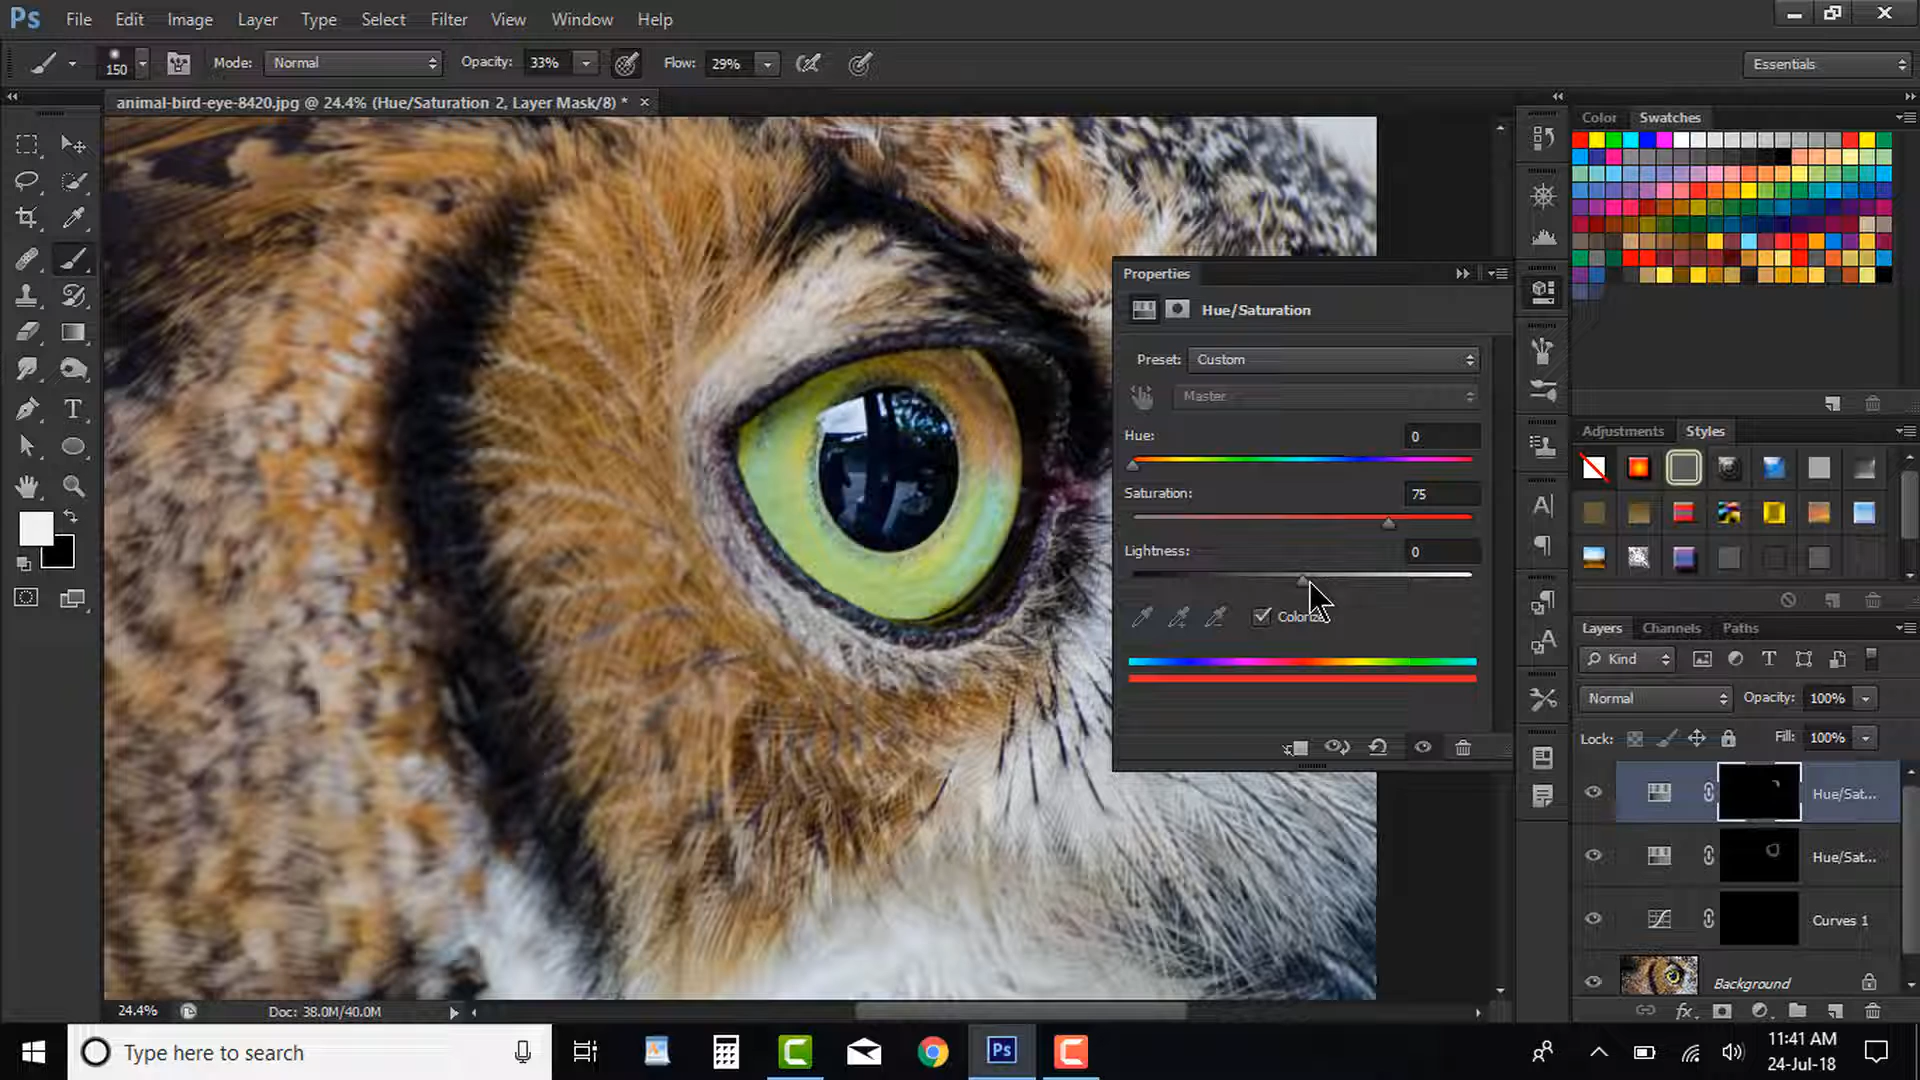 Ps File Edit Image Layer Type Select Filter View Window Help
150 Mode: Normal Opacity: 33% Flow: 29% Essentials
animal-bird-eye-8420.jpg @ 24.4% (Hue/Saturation 2, Layer Mask/8) * ×
Color Swatches
Properties
Hue/Saturation
Preset: Custom
Master
Hue: 0
Saturation: 75
Lightness: 0
Colorize
Adjustments Styles
Layers Channels Paths
Kind
Normal Opacity: 100%
Lock: Fill: 100%
Hue/Sat...
Hue/Sat...
Curves 1
Background
24.4% Doc: 38.0M/40.0M
Type here to search
Ps
11:41 AM
24-Jul-18